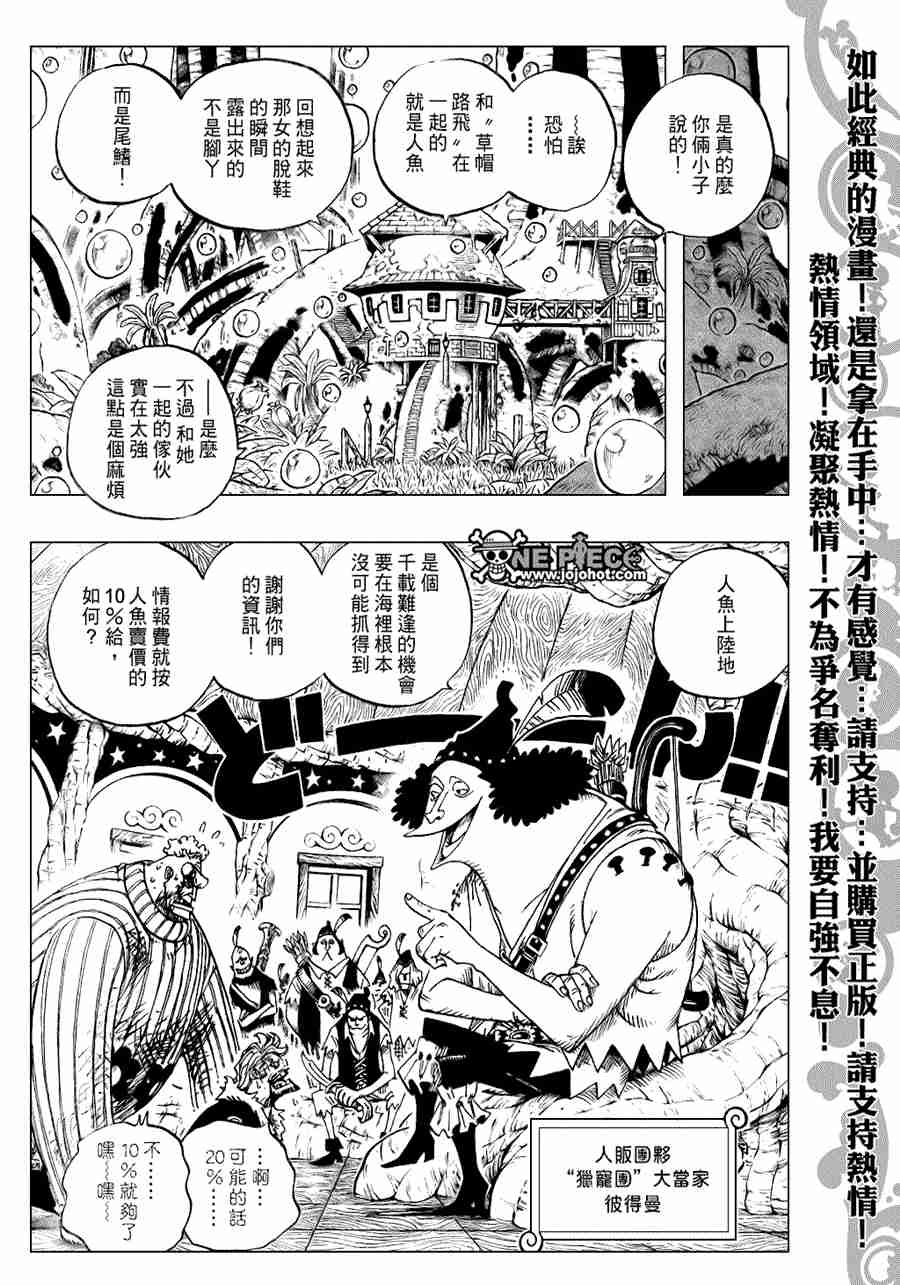 如此經典的漫畫！還是拿在手中…才有感覺…請支持…並購買正版！請支持熱情！
熱情領域！凝聚熱情！不為爭名奪利！我要自強不息！
是真的麼
你倆小子
說的！
誒
恐怕
……
和〝草帽
路飛〞在
一起的
就是人魚
回想起來
那女的脫鞋
的瞬間
露出來的
不是腳丫
而是尾鰭！
——是麼
不過 和她
一起的傢伙
實在太強
這點是個麻煩
ONE PIECE
www.jojohot.com
人魚上陸地
是個
千載難逢的機會
要在海裡根本
沒可能抓得到
謝謝你們
的資訊！
情報費就按
人魚賣價的
10%給，
如何？
どーーん!!
…啊…
可能的話
20%……
不……
10%就夠了
嘿～嘿～
人販團夥
“獵寵團”大當家
彼得曼